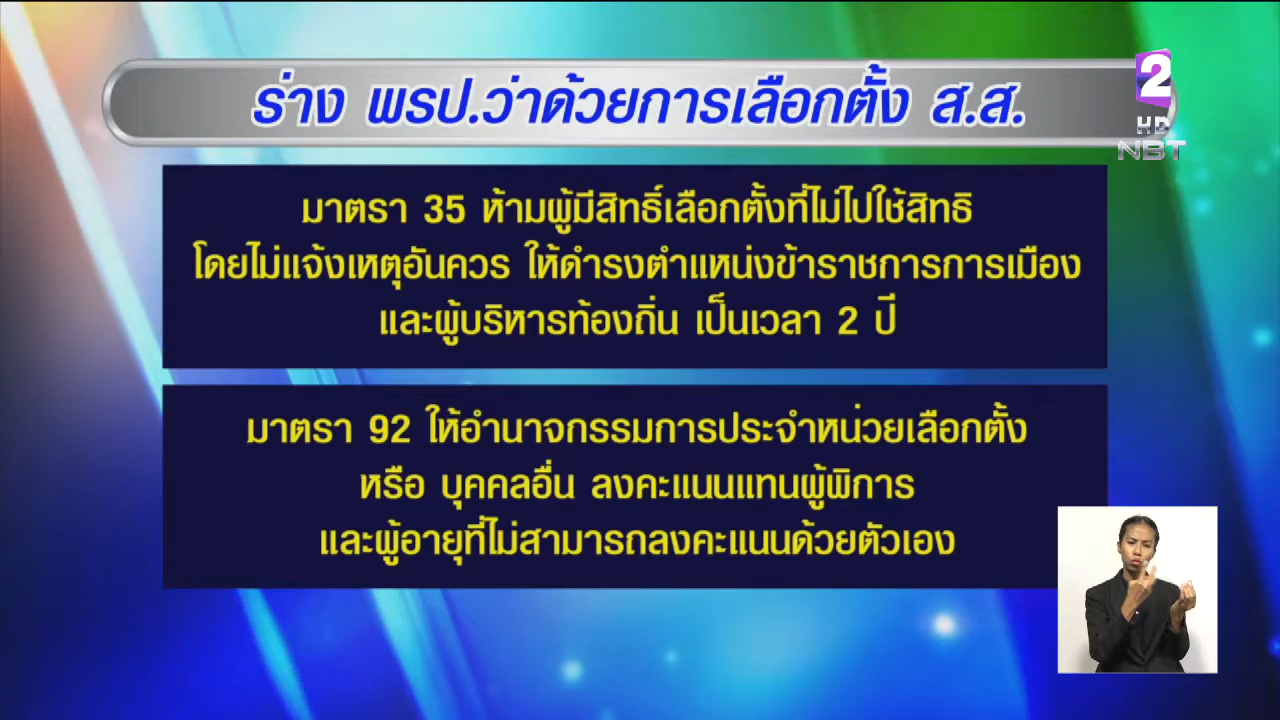 ร่าง พรป.ว่าด้วยการเลือกตั้ง ส.ส.
2
HD
NBT
มาตรา 35 ห้ามผู้มีสิทธิ์เลือกตั้งที่ไม่ไปใช้สิทธิ
โดยไม่แจ้งเหตุอันควร ให้ดำรงตำแหน่งข้าราชการการเมือง
และผู้บริหารท้องถิ่น เป็นเวลา 2 ปี
มาตรา 92 ให้อำนาจกรรมการประจำหน่วยเลือกตั้ง
หรือ บุคคลอื่น ลงคะแนนแทนผู้พิการ
และผู้อายุที่ไม่สามารถลงคะแนนด้วยตัวเอง